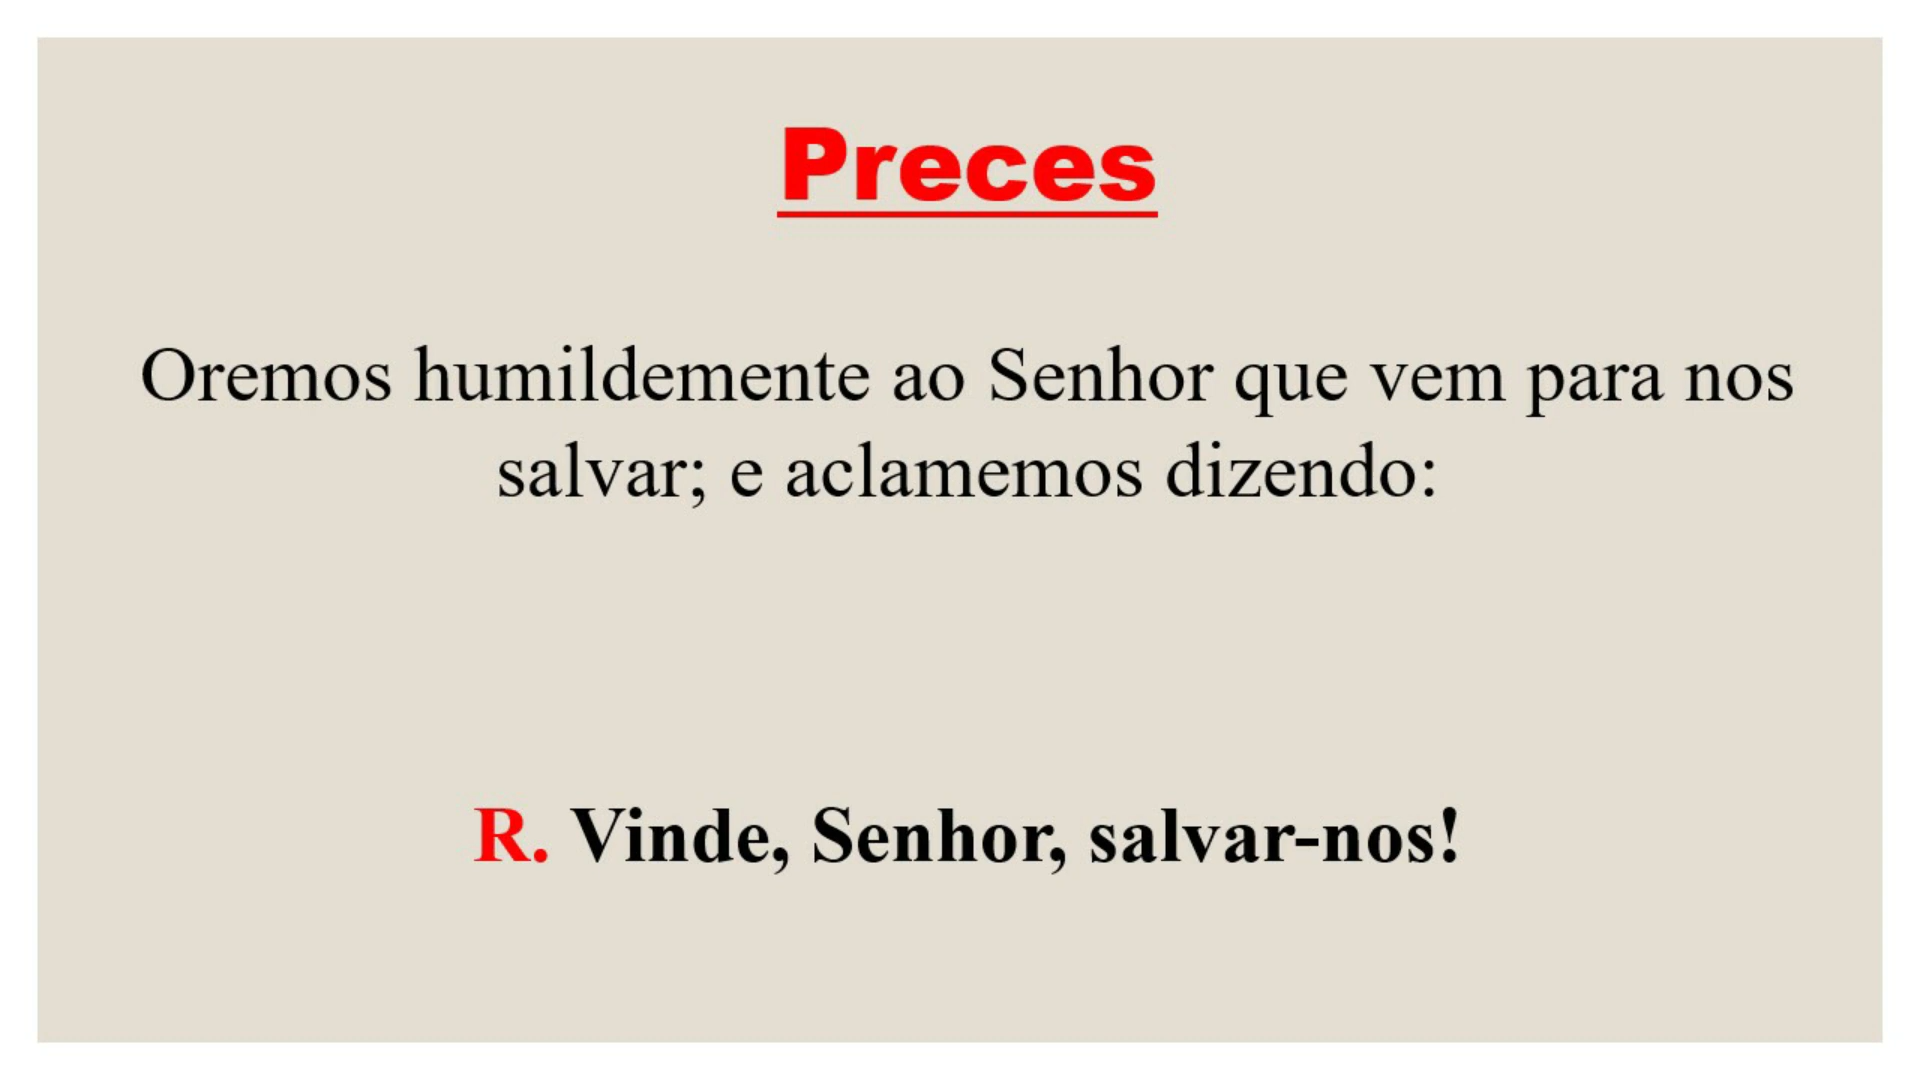 Preces
Oremos humildemente ao Senhor que vem para nos
salvar; e aclamemos dizendo:
R. Vinde, Senhor, salvar-nos!